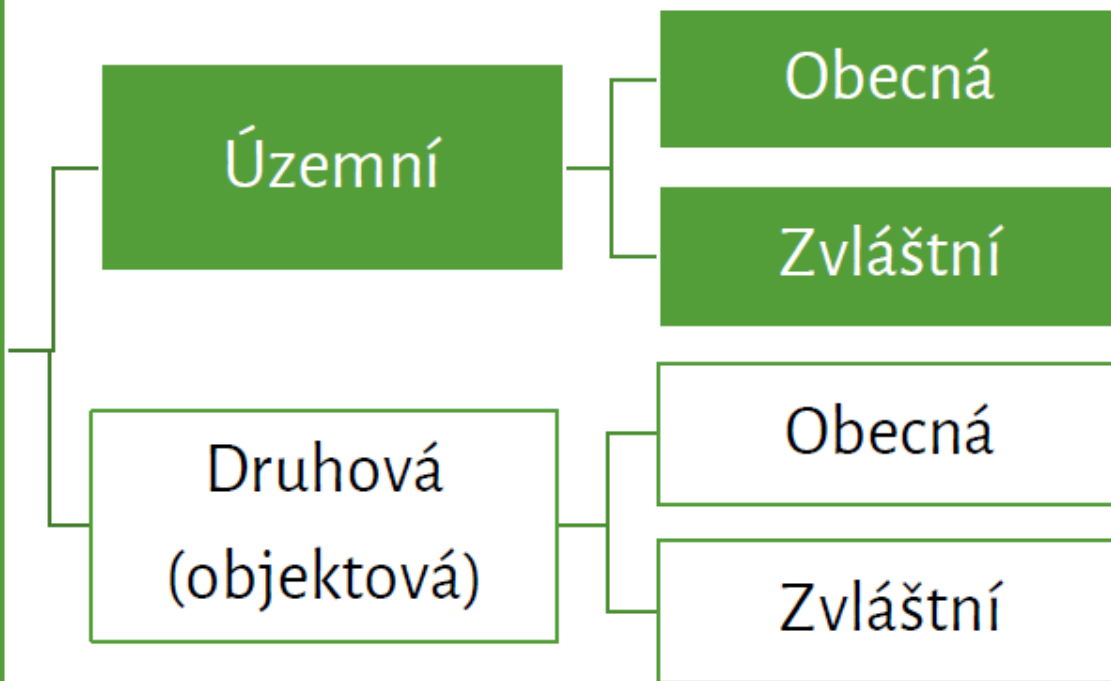 Územní
Obecná
Zvláštní
Druhová
(objektová)
Obecná
Zvláštní